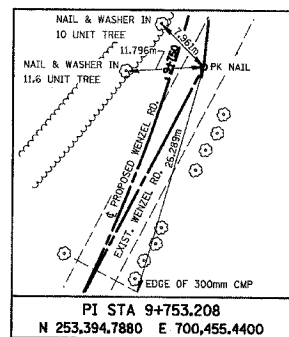 NAIL & WASHER IN
10 UNIT TREE
11.796m
7.961m
NAIL & WASHER IN
11.6 UNIT TREE
9+750
PK NAIL
℄ PROPOSED WENZEL RD.
EXIST. WENZEL RD.
26.289m
EDGE OF 300mm CMP
PI STA 9+753.208
N 253,394.7880 E 700,455.4400